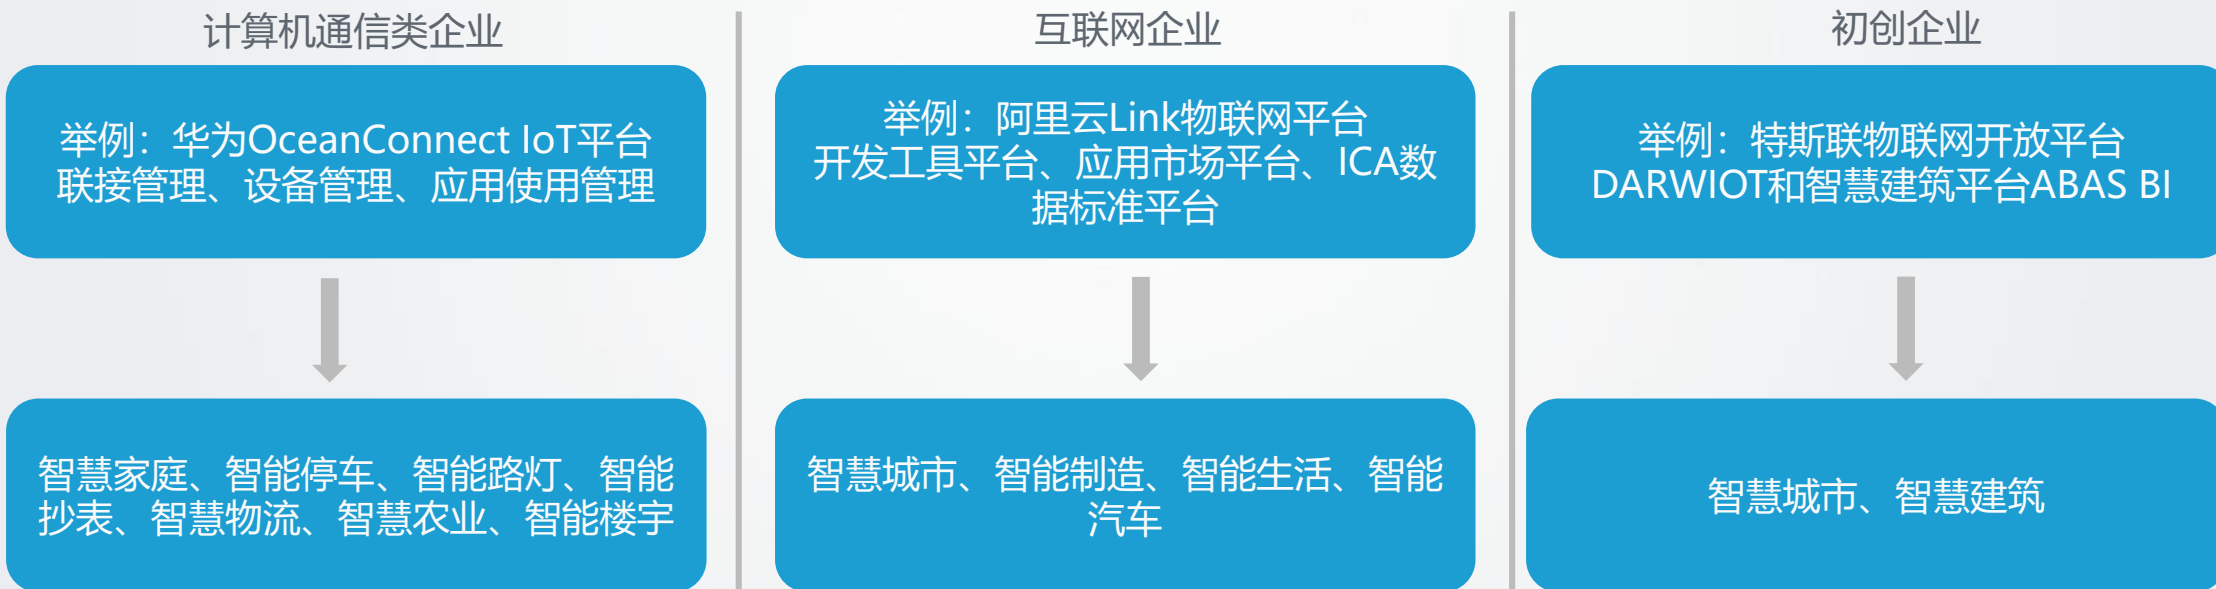 计算机通信类企业
举例：华为OceanConnect IoT平台
联接管理、设备管理、应用使用管理
智慧家庭、智能停车、智能路灯、智能
抄表、智慧物流、智慧农业、智能楼宇
互联网企业
举例：阿里云Link物联网平台
开发工具平台、应用市场平台、ICA数
据标准平台
智慧城市、智能制造、智能生活、智能
汽车
初创企业
举例：特斯联物联网开放平台
DARWIOT和智慧建筑平台ABAS BI
智慧城市、智慧建筑